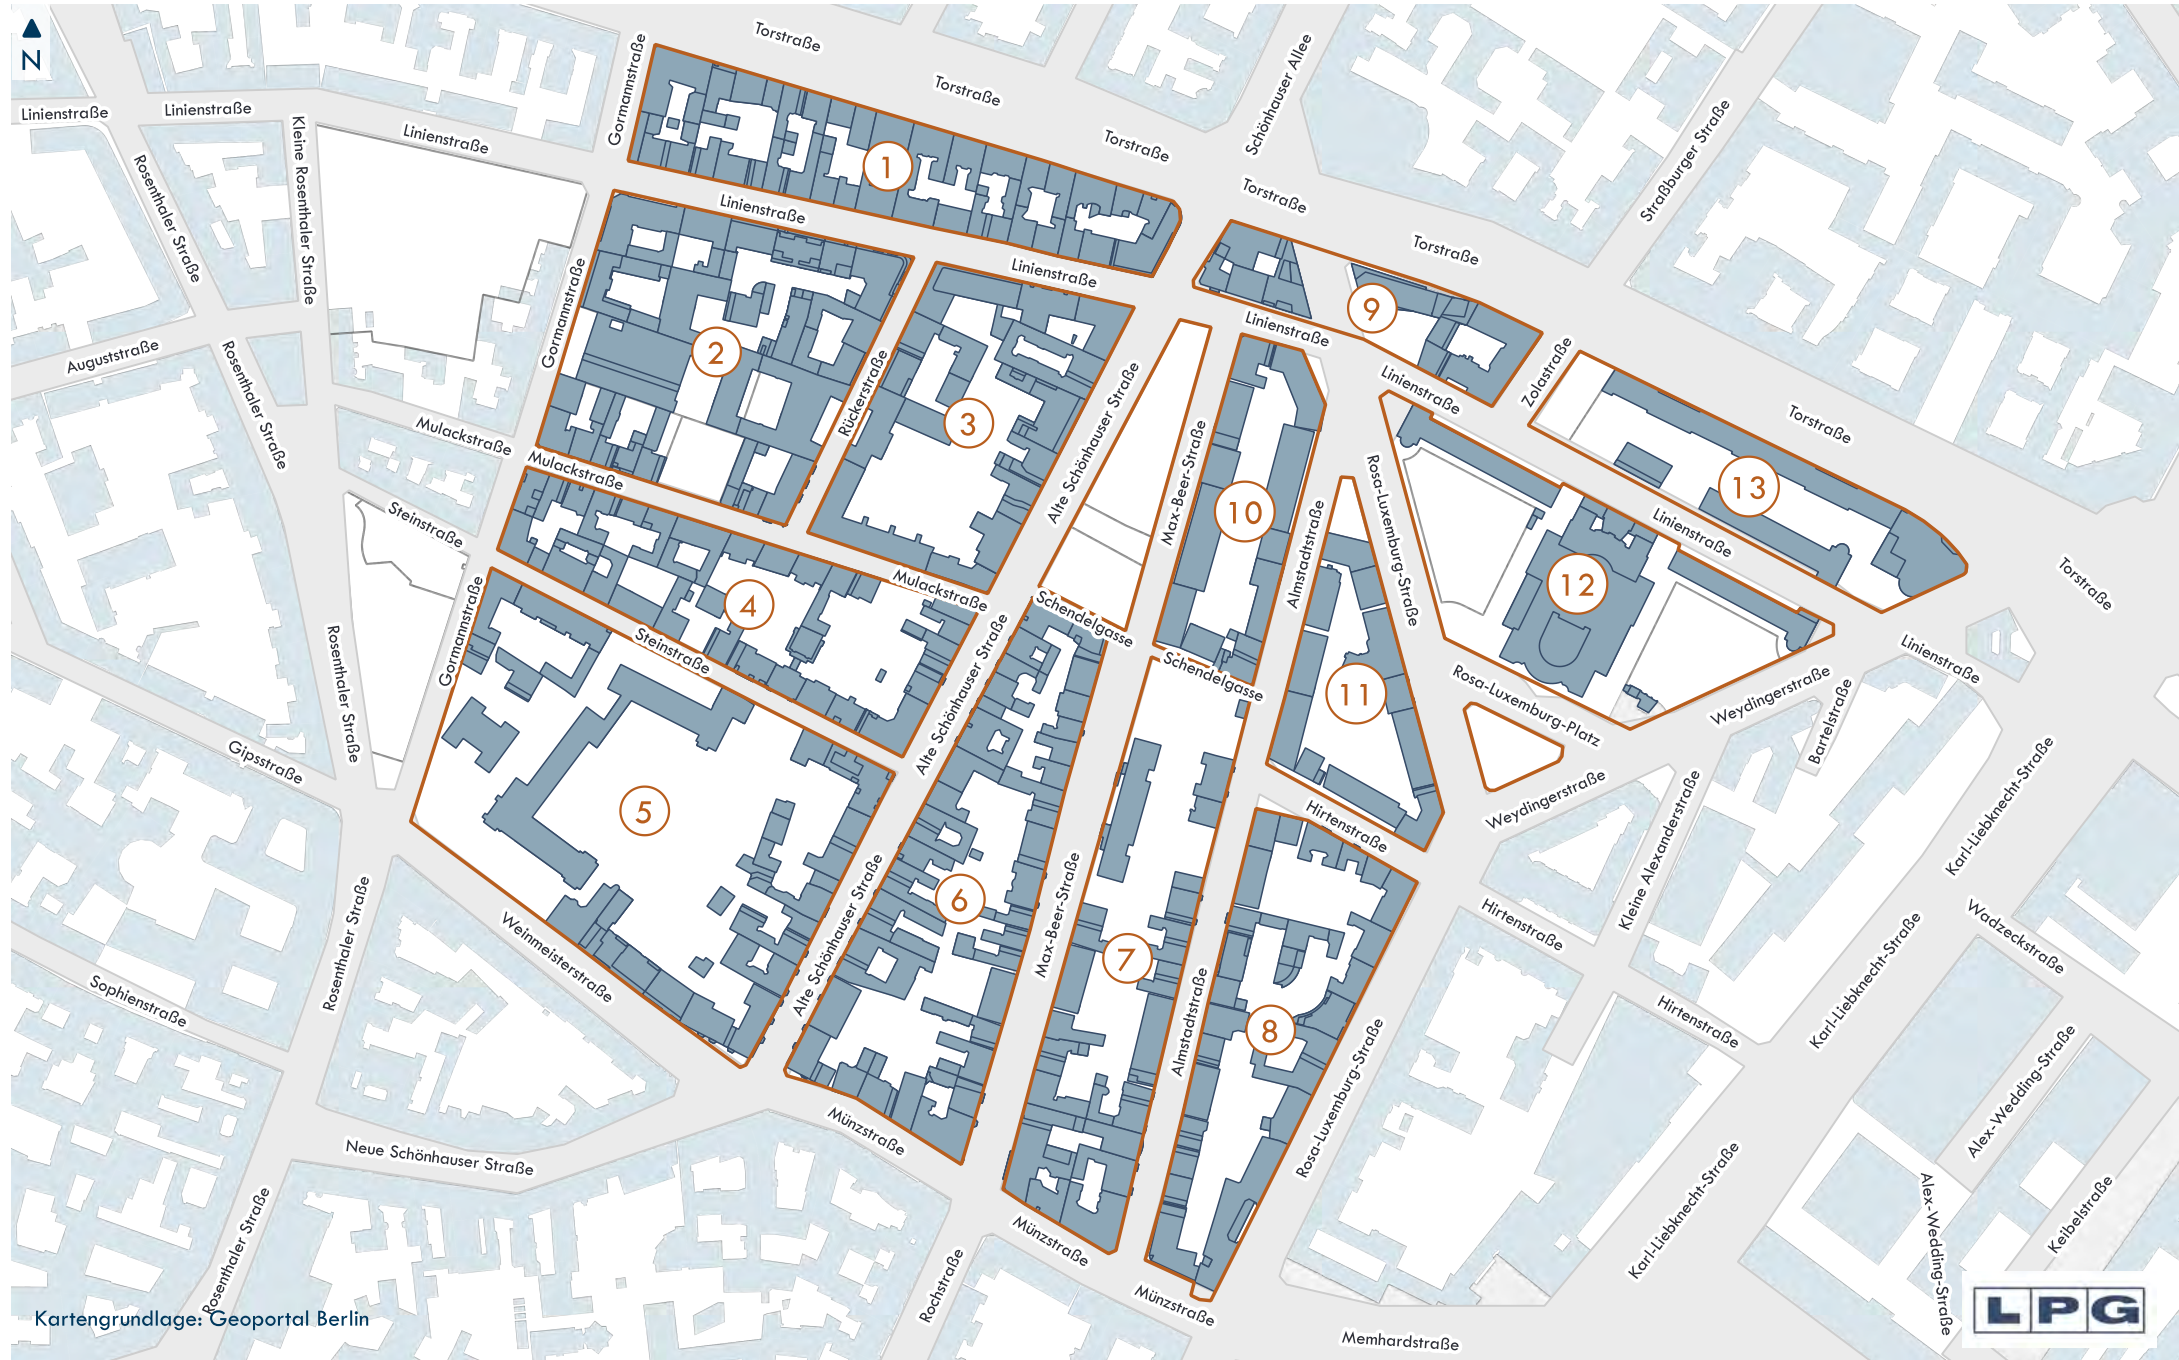 N
Torstraße
Gormannstraße
Schönhauser Allee
Torstraße
Linienstraße
Linienstraße
Linienstraße
Kleine Rosenthaler Straße
Torstraße
Straßburger Straße
1
Rosenthaler Straße
Linienstraße
Torstraße
Torstraße
Linienstraße
Gormannstraße
9
Linienstraße
Auguststraße
2
Rosenthaler Straße
Rückerstraße
Alte Schönhauser Straße
Zolastraße
Linienstraße
3
Torstraße
Mulackstraße
Mulackstraße
Max-Beer-Straße
Rosa-Luxemburg-Straße
13
10
Steinstraße
Almstadtstraße
Linienstraße
Torstraße
12
Mulackstraße
4
Schendelgasse
Gormannstraße
Steinstraße
Rosenthaler Straße
Alte Schönhauser Straße
Schendelgasse
Linienstraße
11
Rosa-Luxemburg-Platz
Weydingerstraße
Bartelstraße
Gipsstraße
5
Weydingerstraße
Hirtenstraße
Karl-Liebknecht-Straße
Kleine Alexanderstraße
6
Alte Schönhauser Straße
Max-Beer-Straße
Rosenthaler Straße
Weinmeisterstraße
Hirtenstraße
Wadzeckstraße
7
Karl-Liebknecht-Straße
Sophienstraße
Almstadtstraße
8
Hirtenstraße
Rosa-Luxemburg-Straße
Alex-Wedding-Straße
Münzstraße
Neue Schönhauser Straße
Karl-Liebknecht-Straße
Alex-Wedding-Straße
Keibelstraße
Rosenthaler Straße
Münzstraße
Rochstraße
Münzstraße
Memhardstraße
Kartengrundlage: Geoportal Berlin
LPG